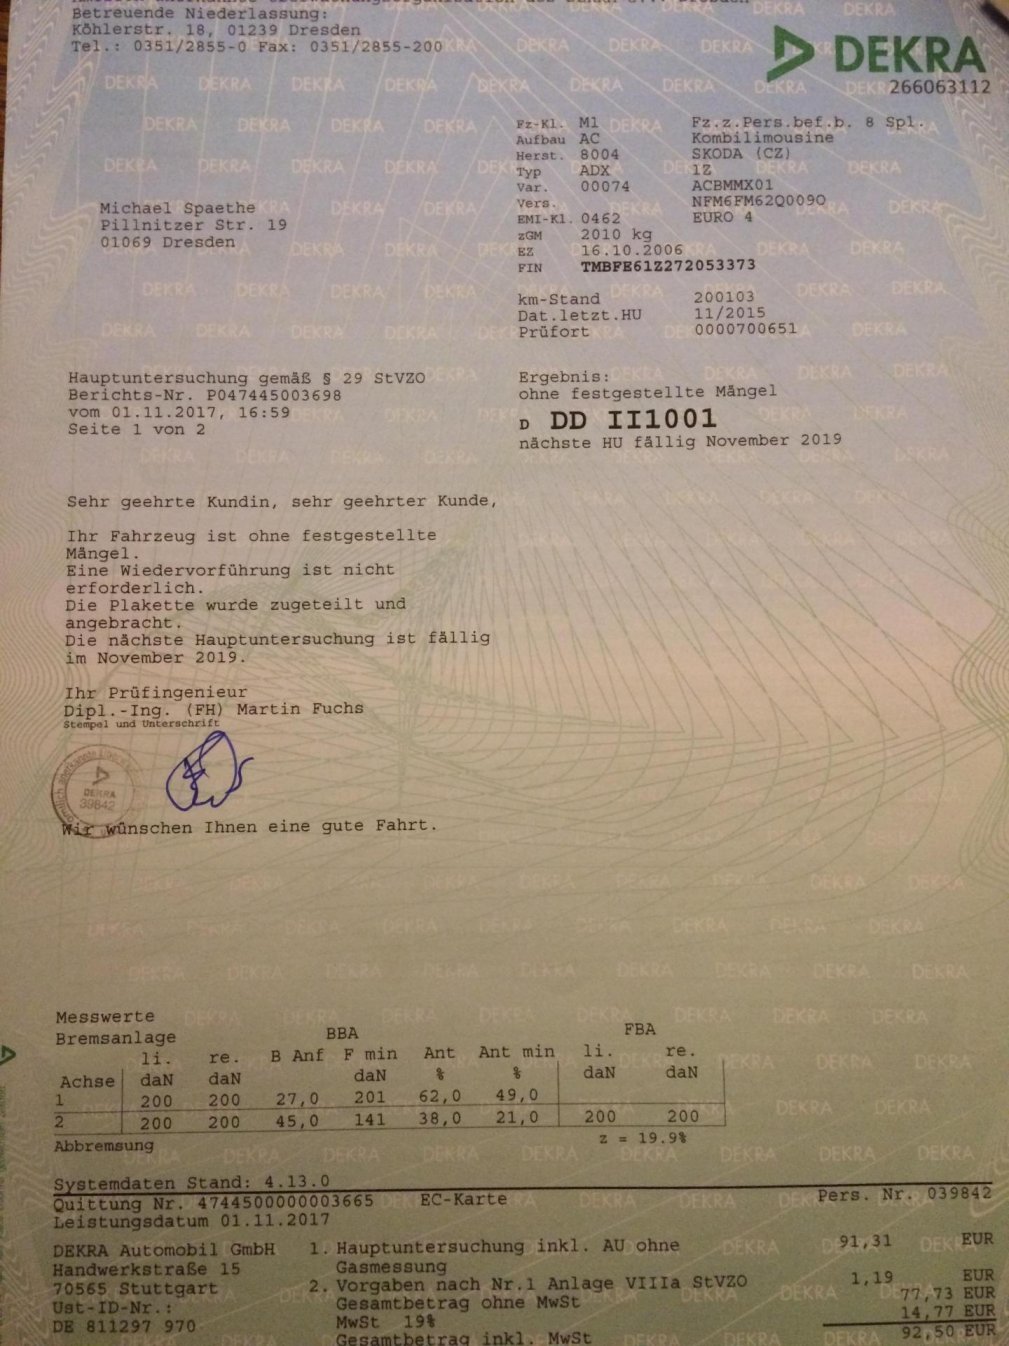 Betreuende Niederlassung:
Köhlerstr. 18, 01239 Dresden
Tel.: 0351/2855-0 Fax: 0351/2855-200
DEKRA
266063112
Fz-Kl. M1 Fz.z.Pers.bef.b. 8 Spl.
Aufbau AC Kombilimousine
Herst. 8004 SKODA (CZ)
Typ ADX 1Z
Var. 00074 ACBMMX01
Vers. NFM6FM62Q009O
EMI-Kl. 0462 EURO 4
zGM 2010 kg
EZ 16.10.2006
FIN TMBFE61Z272053373
Michael Spaethe
Pillnitzer Str. 19
01069 Dresden
km-Stand 200103
Dat.letzt.HU 11/2015
Prüfort 0000700651
Hauptuntersuchung gemäß § 29 StVZO
Berichts-Nr. P047445003698
vom 01.11.2017, 16:59
Seite 1 von 2
Ergebnis:
ohne festgestellte Mängel
D DD II1001
nächste HU fällig November 2019
Sehr geehrte Kundin, sehr geehrter Kunde,
Ihr Fahrzeug ist ohne festgestellte
Mängel.
Eine Wiedervorführung ist nicht
erforderlich.
Die Plakette wurde zugeteilt und
angebracht.
Die nächste Hauptuntersuchung ist fällig
im November 2019.
Ihr Prüfingenieur
Dipl.-Ing. (FH) Martin Fuchs
Stempel und Unterschrift
DEKRA
39842
Wir wünschen Ihnen eine gute Fahrt.
Messwerte
Bremsanlage BBA FBA
li. re. B Anf F min Ant Ant min li. re.
Achse daN daN daN % % daN daN
1 200 200 27,0 201 62,0 49,0
2 200 200 45,0 141 38,0 21,0 200 200
Abbremsung z = 19.9%
Systemdaten Stand: 4.13.0
Quittung Nr. 4744500000003665 EC-Karte Pers. Nr. 039842
Leistungsdatum 01.11.2017
DEKRA Automobil GmbH
Handwerkstraße 15
70565 Stuttgart
Ust-ID-Nr.:
DE 811297 970
1. Hauptuntersuchung inkl. AU ohne 91,31 EUR
Gasmessung
2. Vorgaben nach Nr.1 Anlage VIIIa StVZO 1,19 EUR
Gesamtbetrag ohne MwSt 77,73 EUR
MwSt 19% 14,77 EUR
Gesamtbetrag inkl. MwSt 92,50 EUR